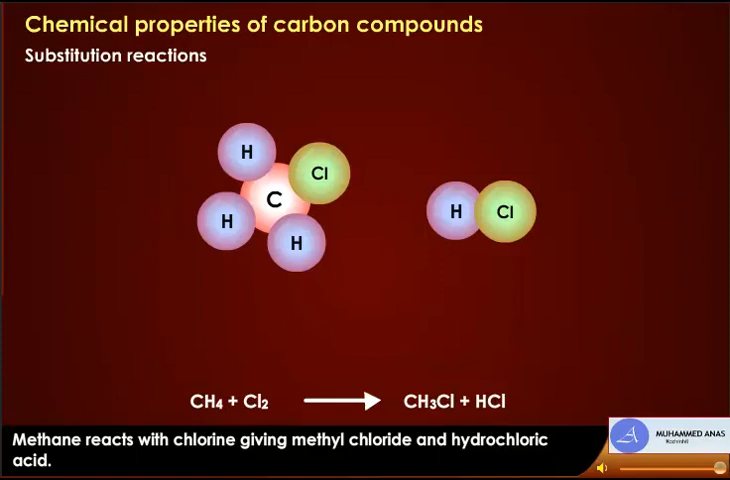 Chemical properties of carbon compounds
Substitution reactions
H
Cl
C
H
H
H
Cl
CH₄ + Cl₂ ⟶ CH₃Cl + HCl
Methane reacts with chlorine giving methyl chloride and hydrochloric
acid.
A
MUHAMMED ANAS